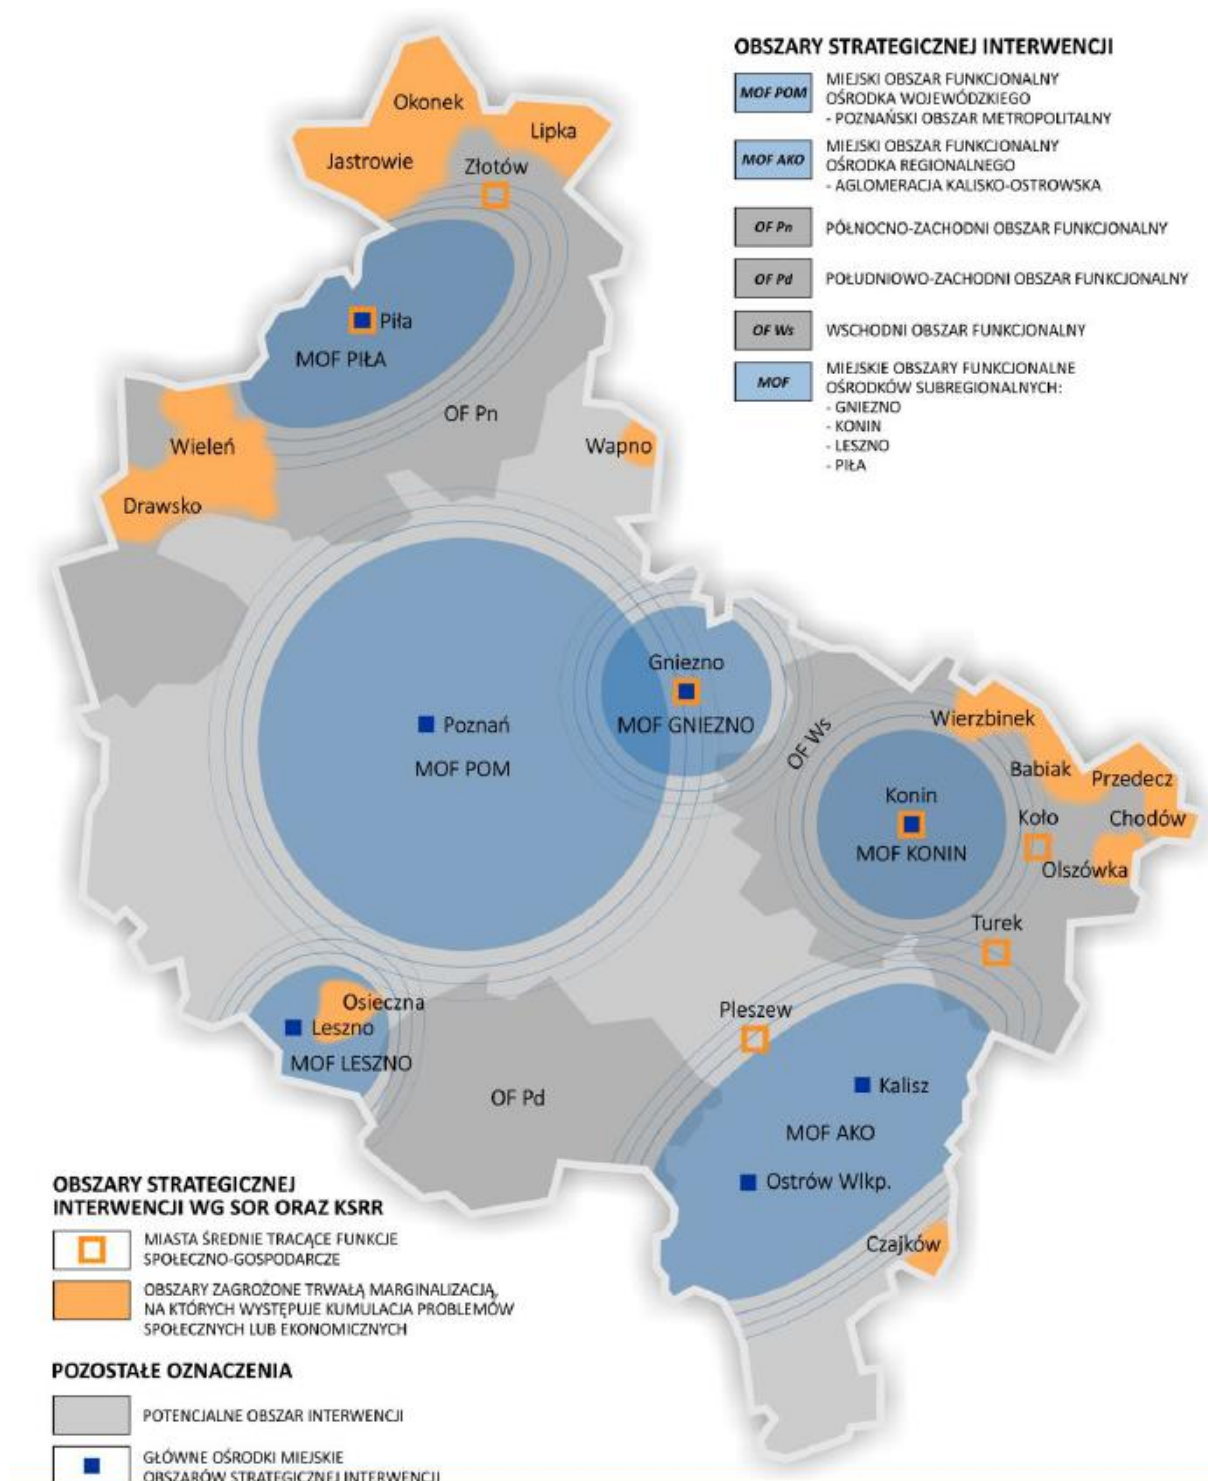 OBSZARY STRATEGICZNEJ INTERWENCJI
MOF POM
MIEJSKI OBSZAR FUNKCJONALNY
OŚRODKA WOJEWÓDZKIEGO
- POZNAŃSKI OBSZAR METROPOLITALNY
MOF AKO
MIEJSKI OBSZAR FUNKCJONALNY
OŚRODKA REGIONALNEGO
- AGLOMERACJA KALISKO-OSTROWSKA
OF Pn
PÓŁNOCNO-ZACHODNI OBSZAR FUNKCJONALNY
OF Pd
POŁUDNIOWO-ZACHODNI OBSZAR FUNKCJONALNY
OF Ws
WSCHODNI OBSZAR FUNKCJONALNY
MOF
MIEJSKIE OBSZARY FUNKCJONALNE
OŚRODKÓW SUBREGIONALNYCH:
- GNIEZNO
- KONIN
- LESZNO
- PIŁA
Okonek
Lipka
Jastrowie
Złotów
Piła
MOF PIŁA
OF Pn
Wieleń
Wapno
Drawsko
Gniezno
Poznań
MOF GNIEZNO
MOF POM
OF Ws
Wierzbinek
Babiak
Przedecz
Konin
Koło
Chodów
MOF KONIN
Olszówka
Turek
Osieczna
Leszno
MOF LESZNO
Pleszew
OF Pd
Kalisz
MOF AKO
Ostrów Wlkp.
Czajków
OBSZARY STRATEGICZNEJ
INTERWENCJI WG SOR ORAZ KSRR
MIASTA ŚREDNIE TRACĄCE FUNKCJE
SPOŁECZNO-GOSPODARCZE
OBSZARY ZAGROŻONE TRWAŁĄ MARGINALIZACJĄ,
NA KTÓRYCH WYSTĘPUJE KUMULACJA PROBLEMÓW
SPOŁECZNYCH LUB EKONOMICZNYCH
POZOSTAŁE OZNACZENIA
POTENCJALNE OBSZAR INTERWENCJI
GŁÓWNE OŚRODKI MIEJSKIE
OBSZARÓW STRATEGICZNEJ INTERWENCJI